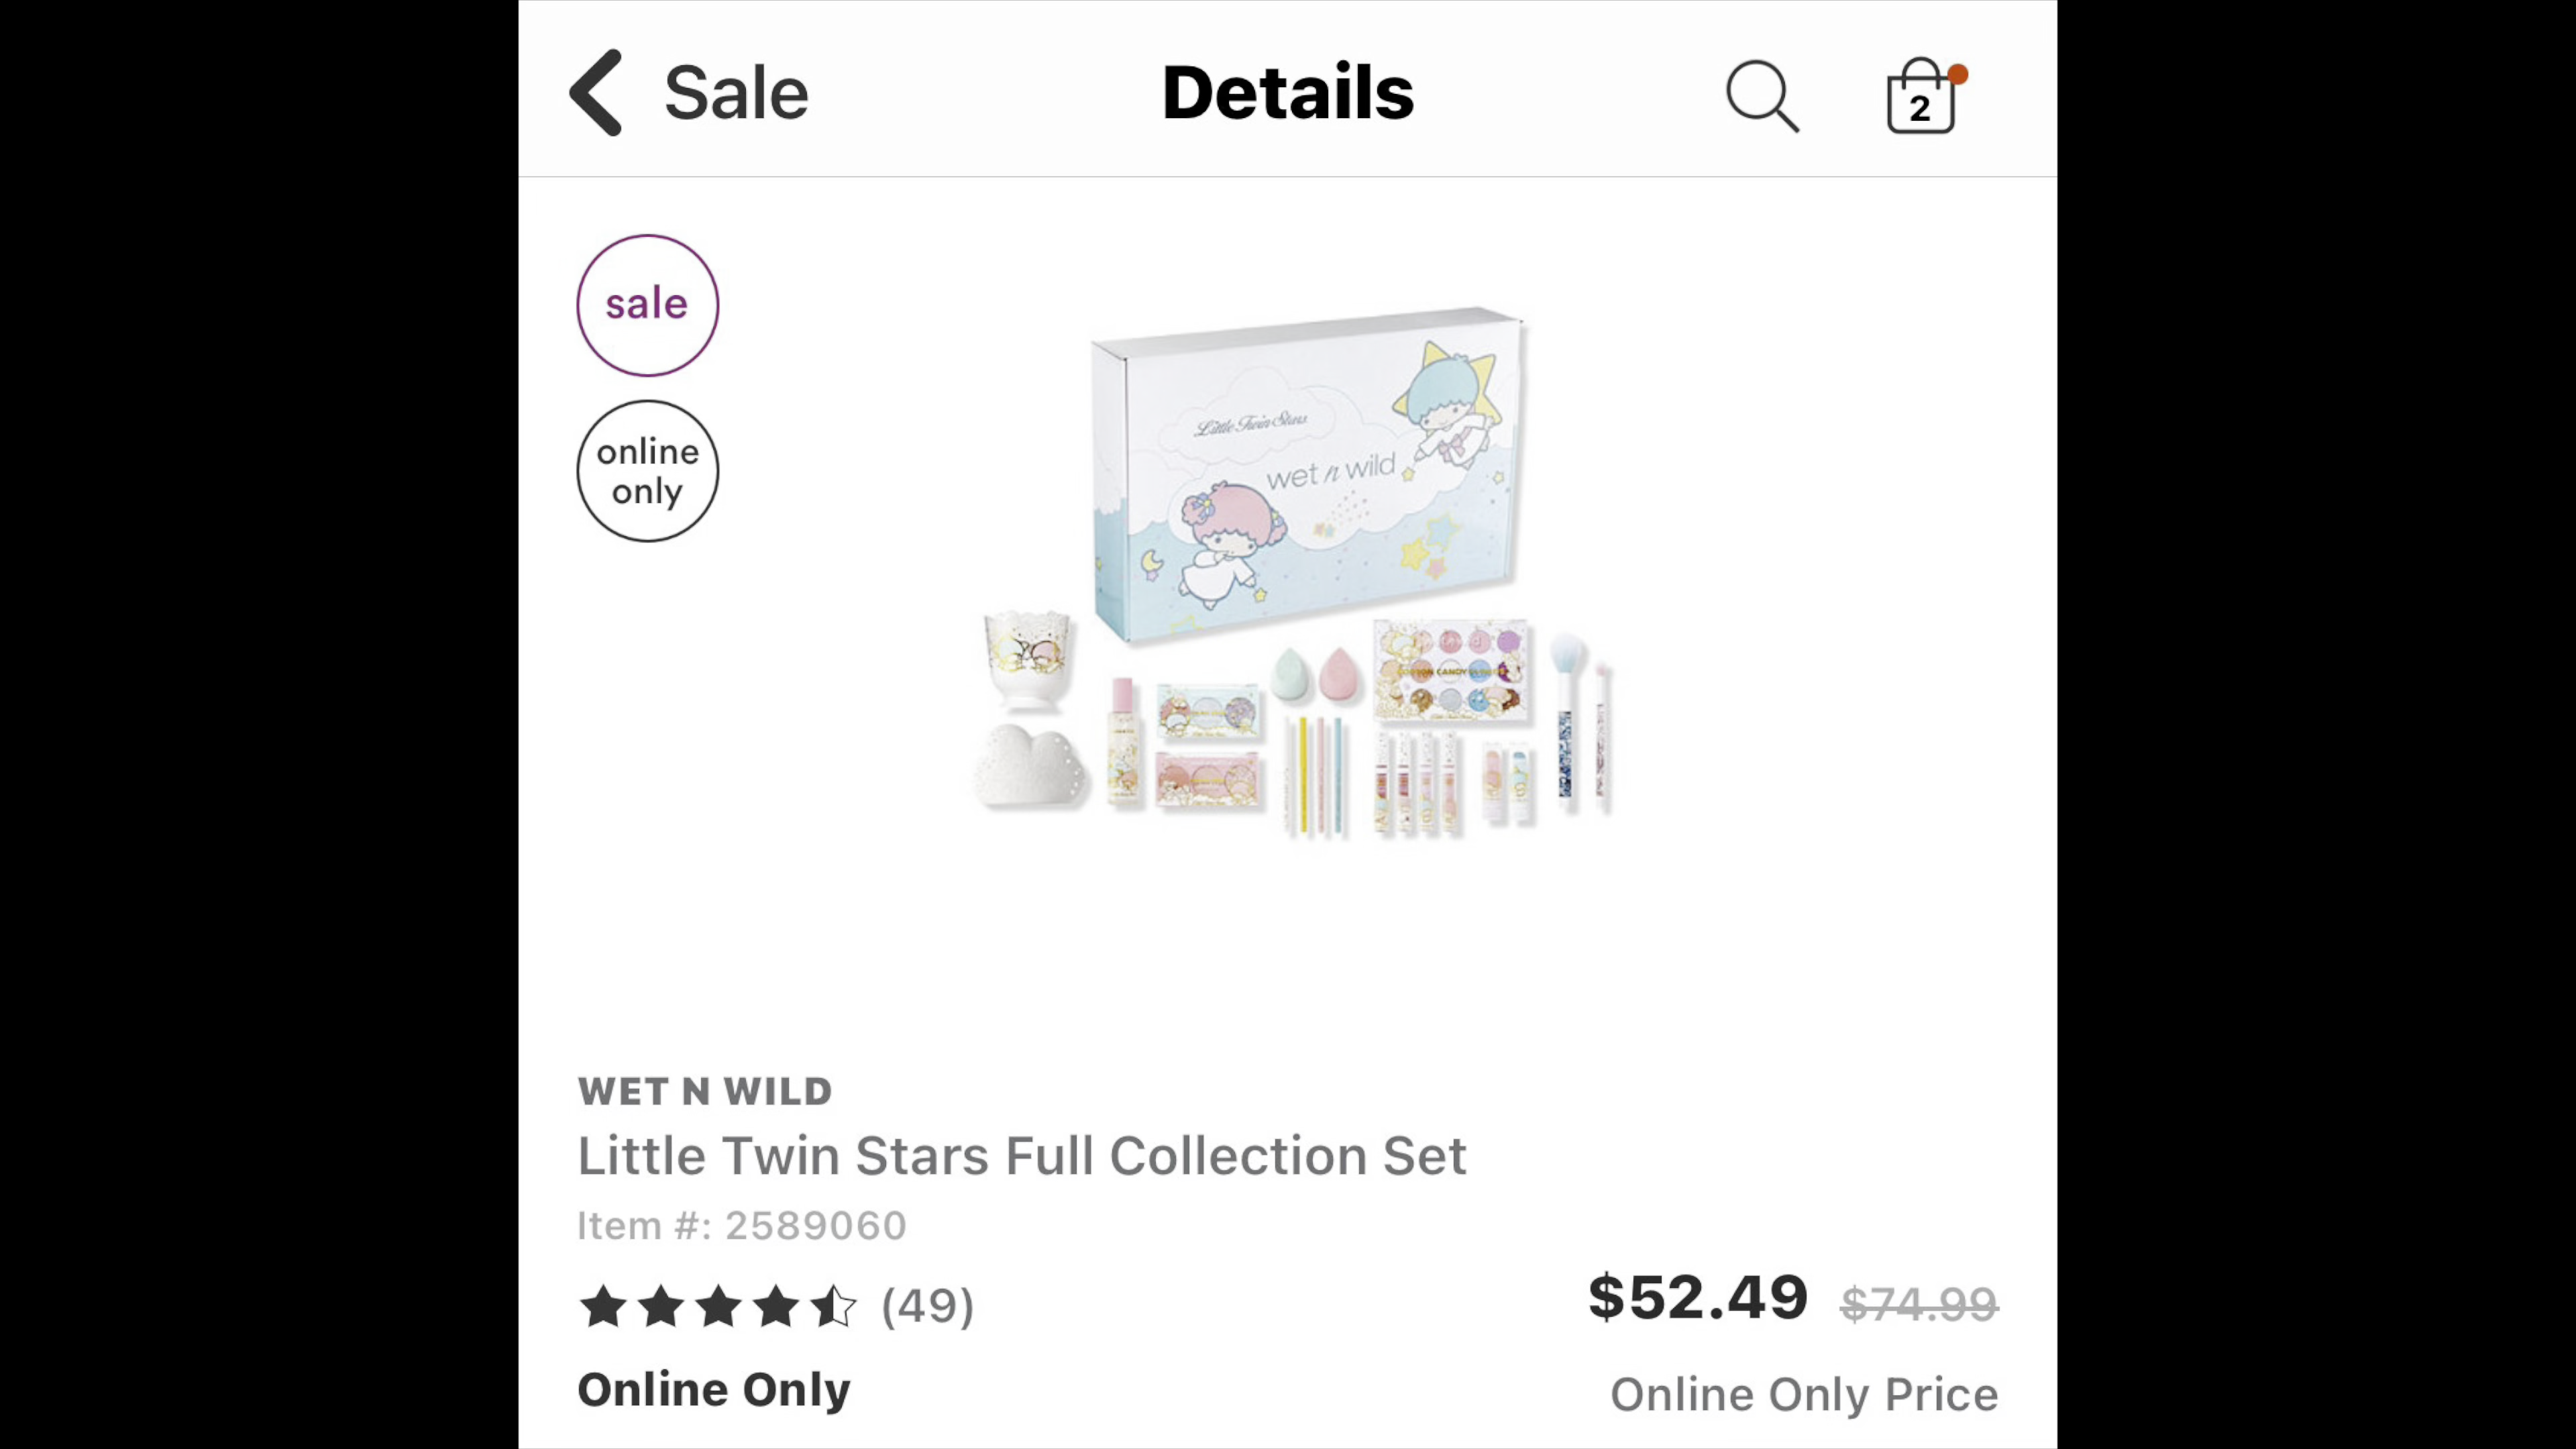 Sale
Details
2
sale
online
only
Little Twin Stars
wet n wild
WET N WILD
Little Twin Stars Full Collection Set
Item #: 2589060
(49)
$52.49 $74.99
Online Only
Online Only Price